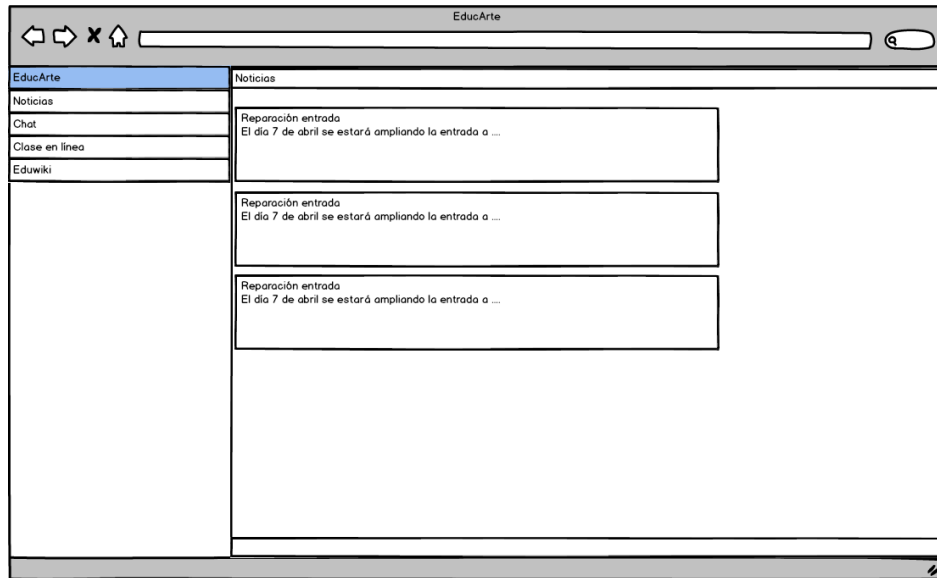 EducArte
EducArte
Noticias
Chat
Clase en línea
Eduwiki
Noticias
Reparación entrada
El día 7 de abril se estará ampliando la entrada a ....
Reparación entrada
El día 7 de abril se estará ampliando la entrada a ....
Reparación entrada
El día 7 de abril se estará ampliando la entrada a ....